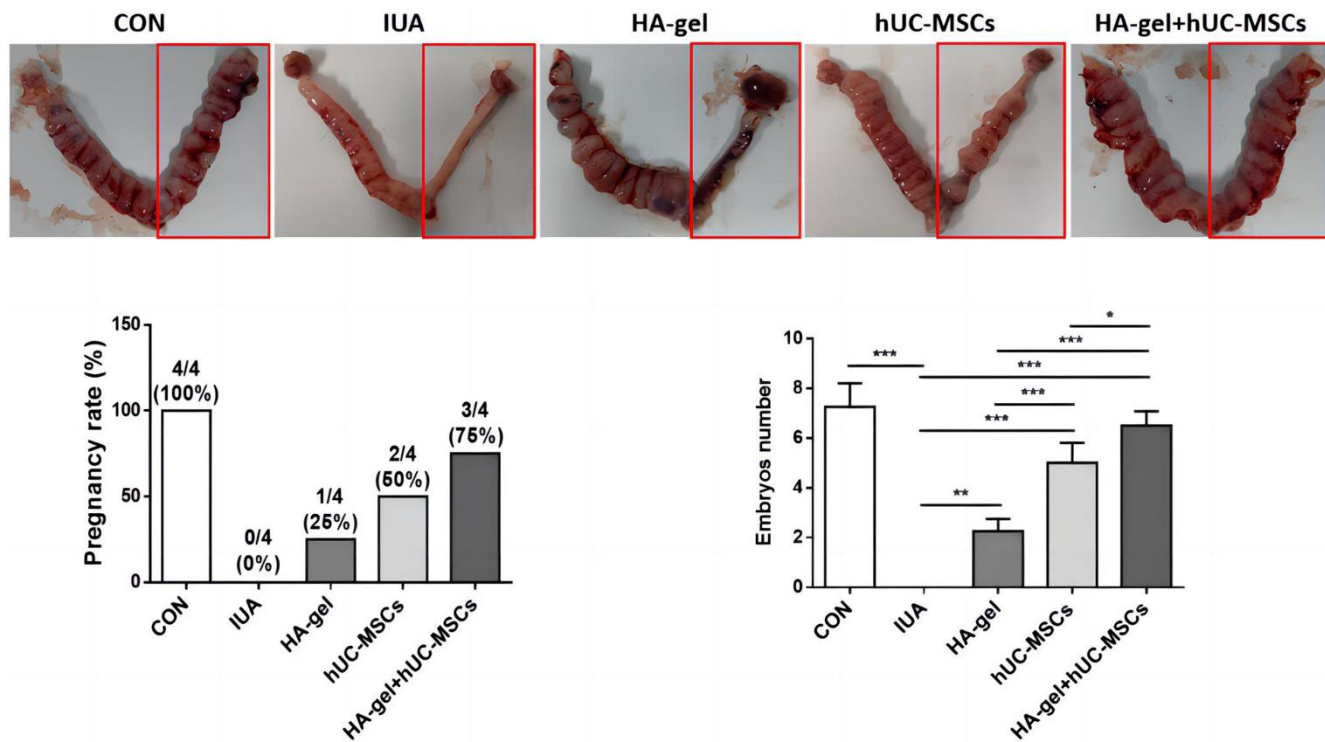 CON IUA HA-gel hUC-MSCs HA-gel+hUC-MSCs
Pregnancy rate (%)
150
100
50
0
4/4
(100%)
0/4
(0%)
1/4
(25%)
2/4
(50%)
3/4
(75%)
CON
IUA
HA-gel
hUC-MSCs
HA-gel+hUC-MSCs
Embryos number
10
8
6
4
2
0
*
***
***
***
***
***
**
CON
IUA
HA-gel
hUC-MSCs
HA-gel+hUC-MSCs